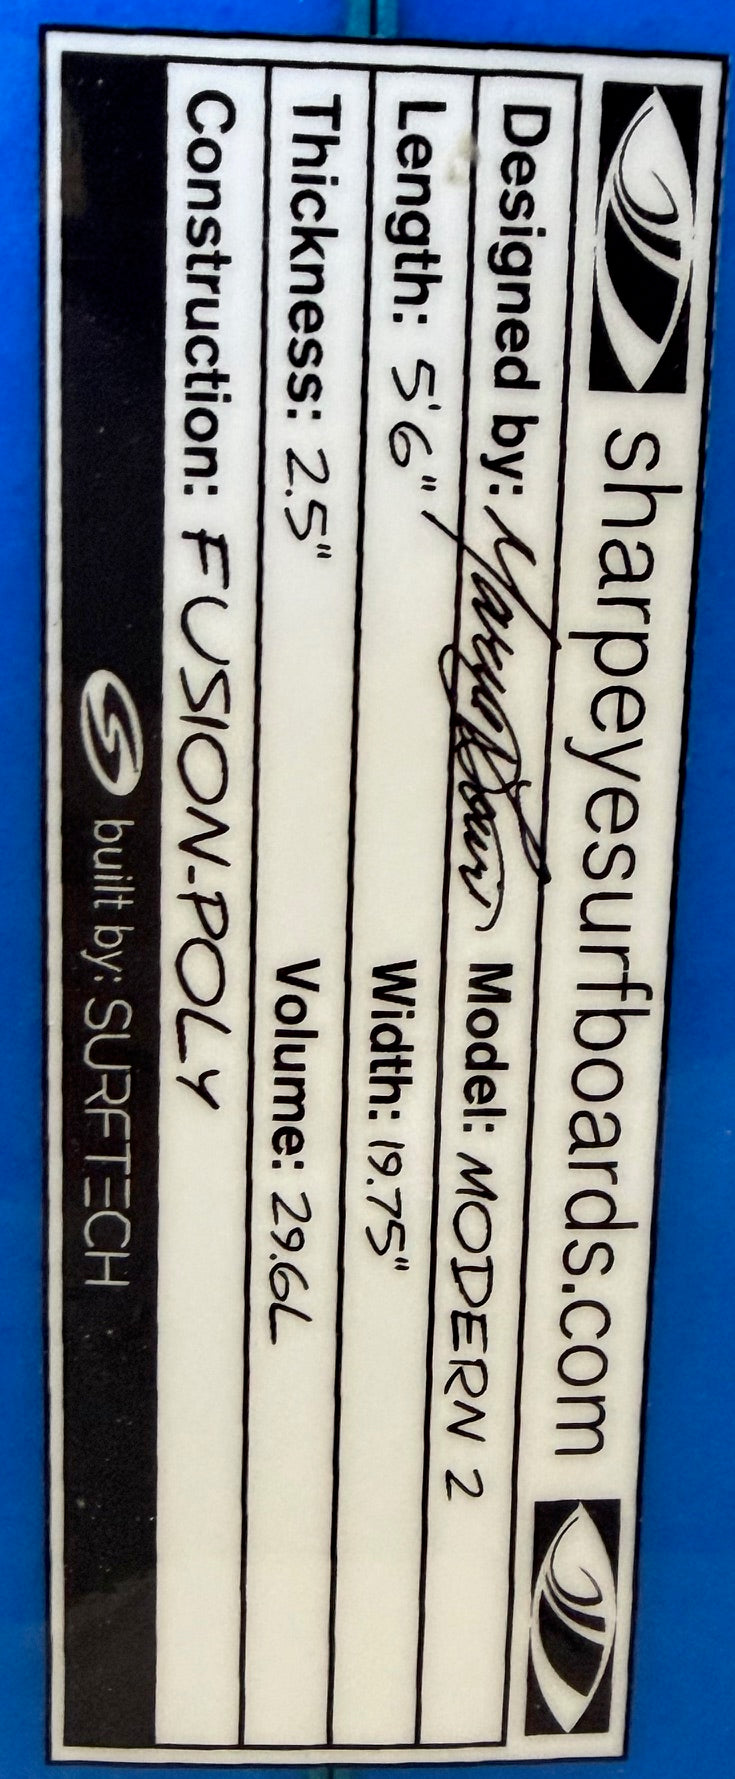 sharpeyesurfboards.com
Designed by: Model: MODERN 2
Length: 5'6" Width: 19.75"
Thickness: 2.5" Volume: 29.6L
Construction: FUSION-POLY
built by: SURFTECH